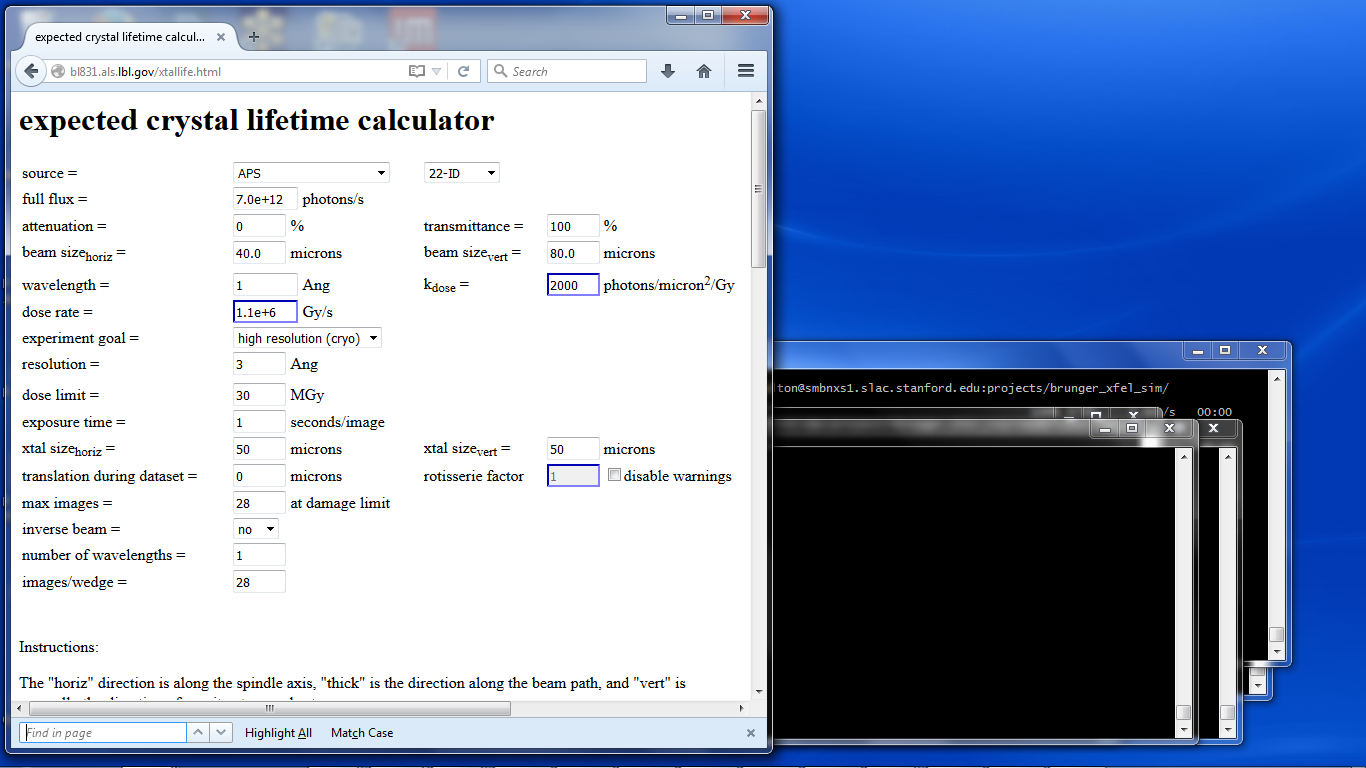 expected crystal lifetime calcul...
bl831.als.lbl.gov/xtallife.html
Search
expected crystal lifetime calculator
source = APS 22-ID
full flux = 7.0e+12 photons/s
attenuation = 0 % transmittance = 100 %
beam sizehoriz = 40.0 microns beam sizevert = 80.0 microns
wavelength = 1 Ang kdose = 2000 photons/micron2/Gy
dose rate = 1.1e+6 Gy/s
experiment goal = high resolution (cryo)
resolution = 3 Ang
dose limit = 30 MGy
exposure time = 1 seconds/image
xtal sizehoriz = 50 microns xtal sizevert = 50 microns
translation during dataset = 0 microns rotisserie factor 1 disable warnings
max images = 28 at damage limit
inverse beam = no
number of wavelengths = 1
images/wedge = 28
Instructions:
The "horiz" direction is along the spindle axis, "thick" is the direction along the beam path, and "vert" is
Find in page Highlight All Match Case
ton@smbnxs1.slac.stanford.edu:projects/brunger_xfel_sim/
/s 00:00